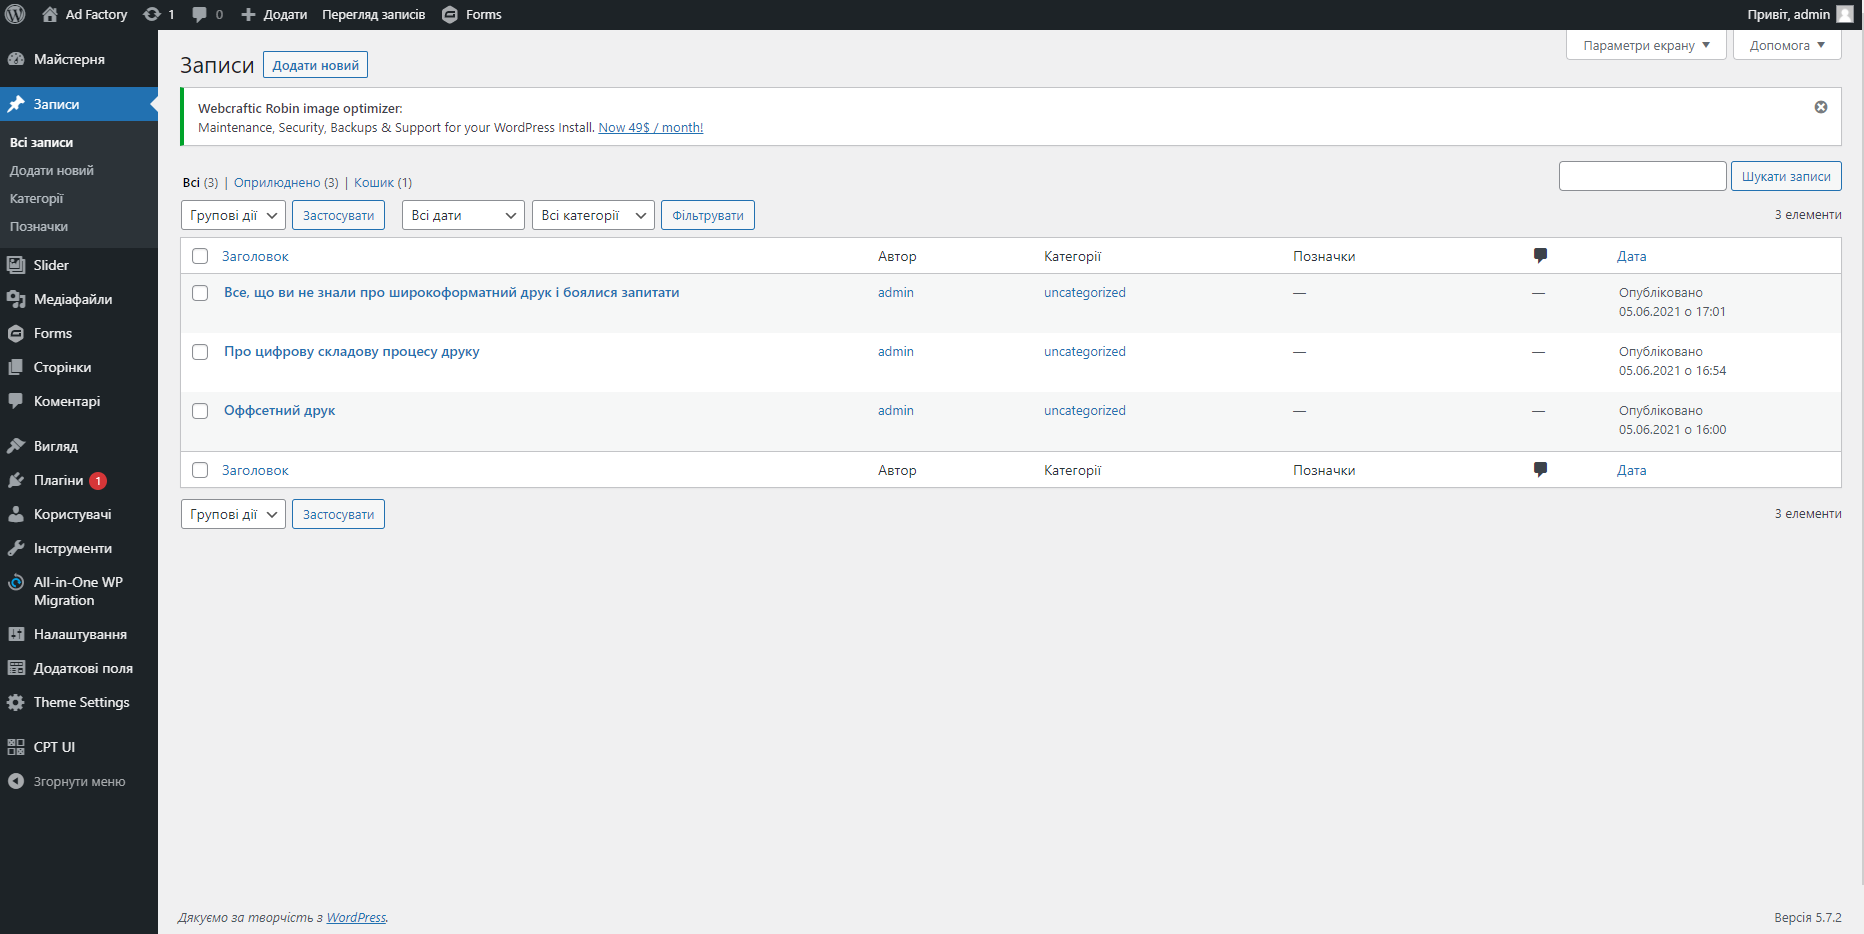 Ad Factory 1 0 Додати Перегляд записів Forms Привіт, admin
Майстерня
Записи
Всі записи
Додати новий
Категорії
Позначки
Slider
Медіафайли
Forms
Сторінки
Коментарі
Вигляд
Плагіни 1
Користувачі
Інструменти
All-in-One WP
Migration
Налаштування
Додаткові поля
Theme Settings
CPT UI
Згорнути меню
Параметри екрану Допомога
Записи Додати новий
Webcraftic Robin image optimizer:
Maintenance, Security, Backups & Support for your WordPress Install. Now 49$ / month!
Всі (3) | Оприлюднено (3) | Кошик (1) Шукати записи
Групові дії Застосувати Всі дати Всі категорії Фільтрувати 3 елементи
Заголовок Автор Категорії Позначки Дата
Все, що ви не знали про широкоформатний друк і боялися запитати admin uncategorized — — Опубліковано
05.06.2021 о 17:01
Про цифрову складову процесу друку admin uncategorized — — Опубліковано
05.06.2021 о 16:54
Оффсетний друк admin uncategorized — — Опубліковано
05.06.2021 о 16:00
Заголовок Автор Категорії Позначки Дата
Групові дії Застосувати 3 елементи
Дякуємо за творчість з WordPress. Версія 5.7.2